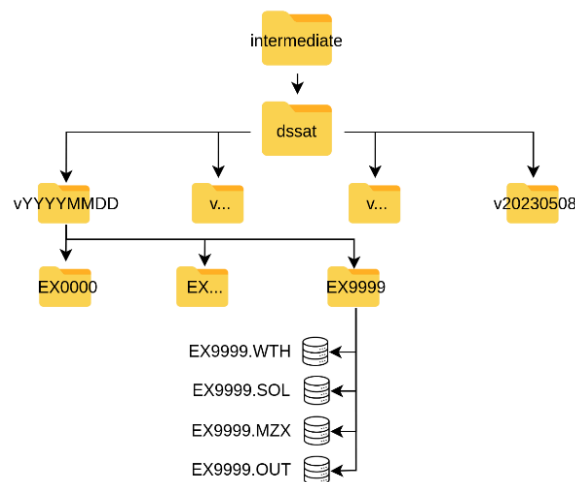 intermediate
dssat
vYYYYMMDD
v...
v...
v20230508
EX0000
EX...
EX9999
EX9999.WTH
EX9999.SOL
EX9999.MZX
EX9999.OUT